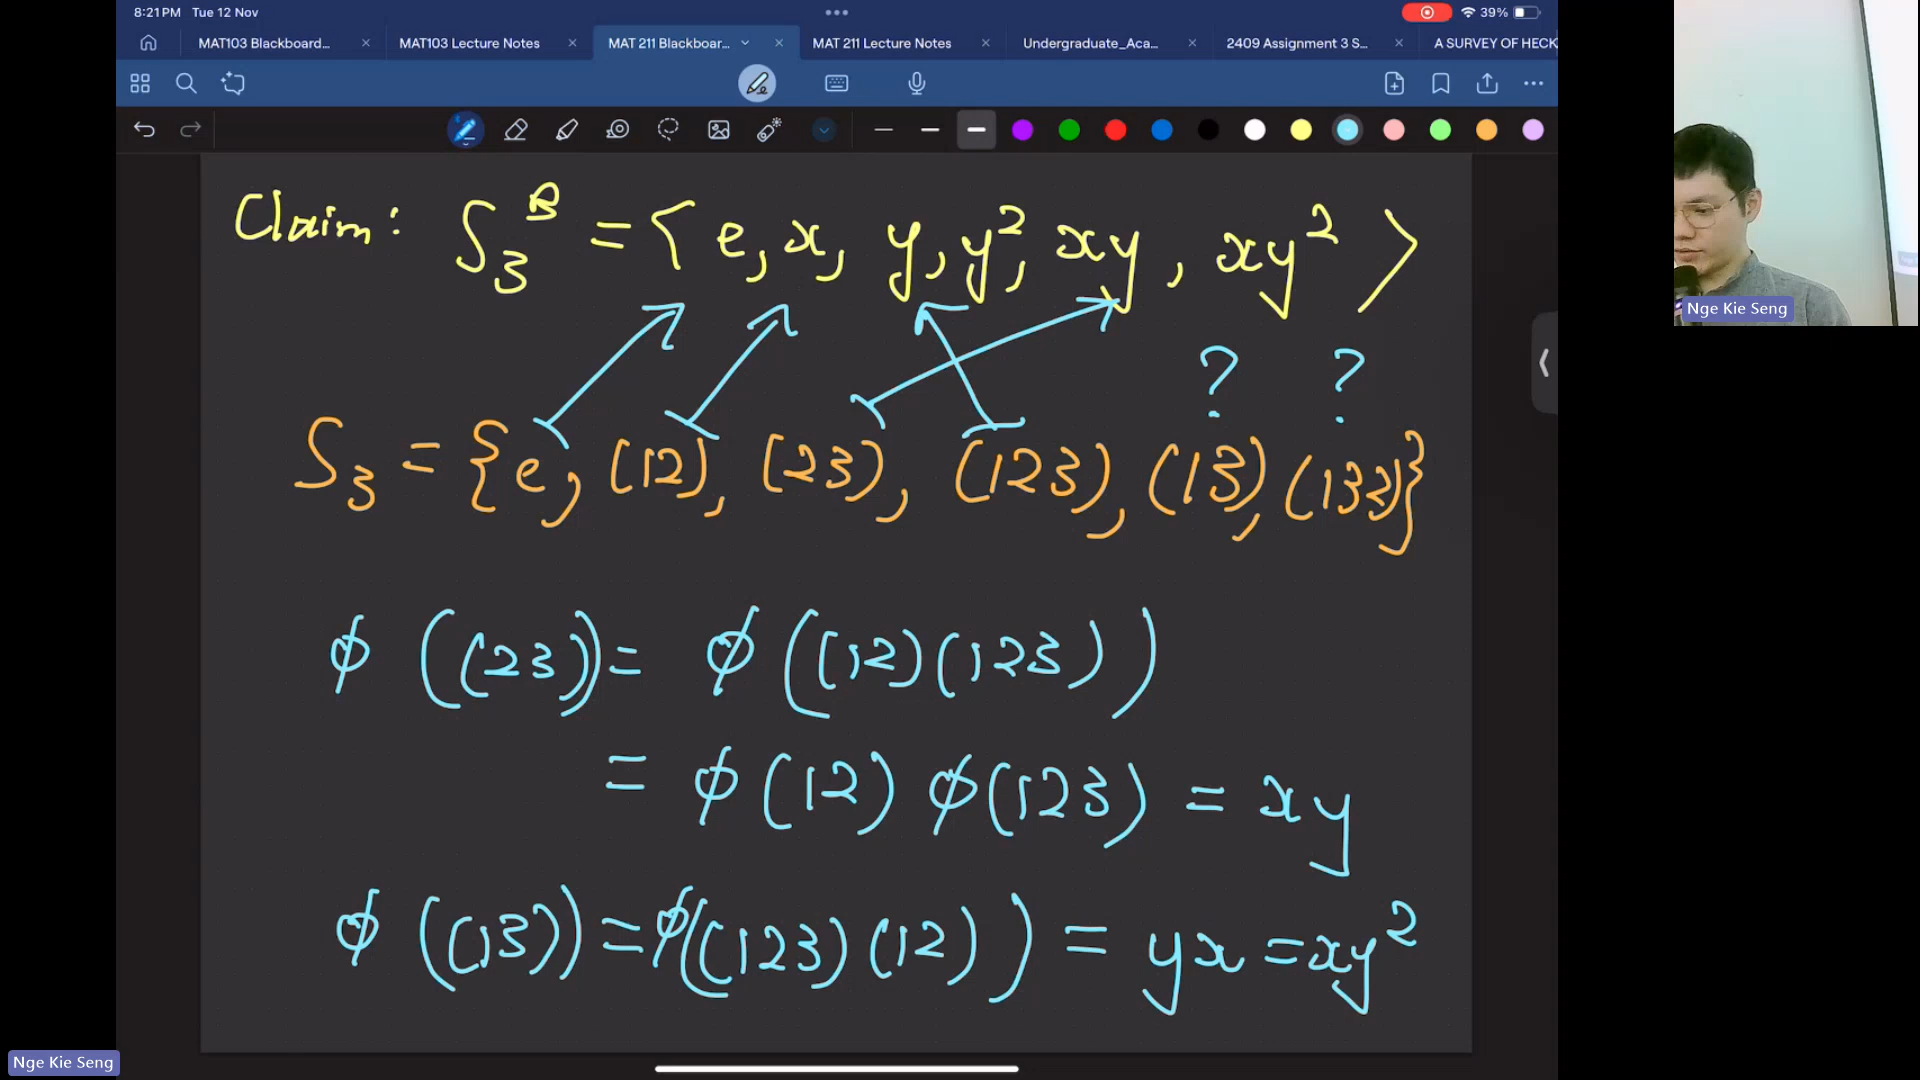 8:21 PM Tue 12 Nov
39%
MAT103 Blackboard...
MAT103 Lecture Notes
MAT 211 Blackboar...
MAT 211 Lecture Notes
Undergraduate_Aca...
2409 Assignment 3 S...
A SURVEY OF HECK
Claim: S₃ᴮ = ⟨ e, x, y, y², xy, xy² ⟩
? ?
S₃ = {e, (12), (23), (123), (13), (132)}
ϕ ((23)) = ϕ((12)(123))
= ϕ(12) ϕ(123) = xy
ϕ ((13)) = ϕ((123)(12)) = yx = xy²
Nge Kie Seng
Nge Kie Seng